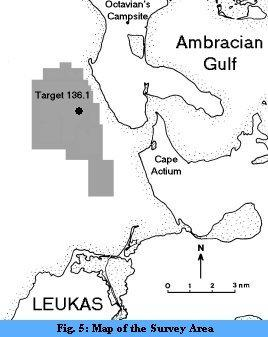 Octavian's
Campsite
Ambracian
Gulf
Target 136.1
Cape
Actium
N
0 1 2 3 nm
LEUKAS
Fig. 5: Map of the Survey Area